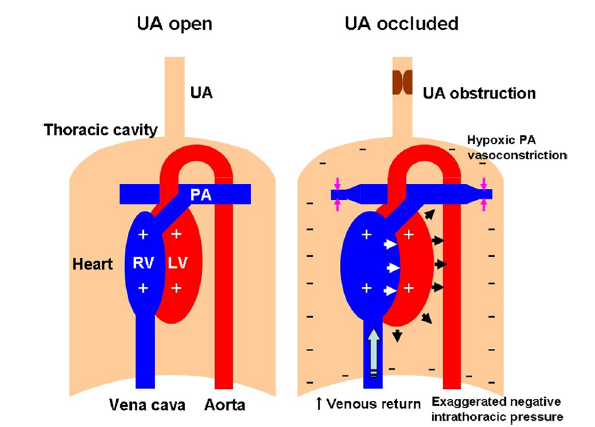 UA open
UA occluded
UA
UA obstruction
Thoracic cavity
Hypoxic PA
vasoconstriction
PA
Heart
RV
LV
Vena cava
Aorta
↑ Venous return
Exaggerated negative
intrathoracic pressure